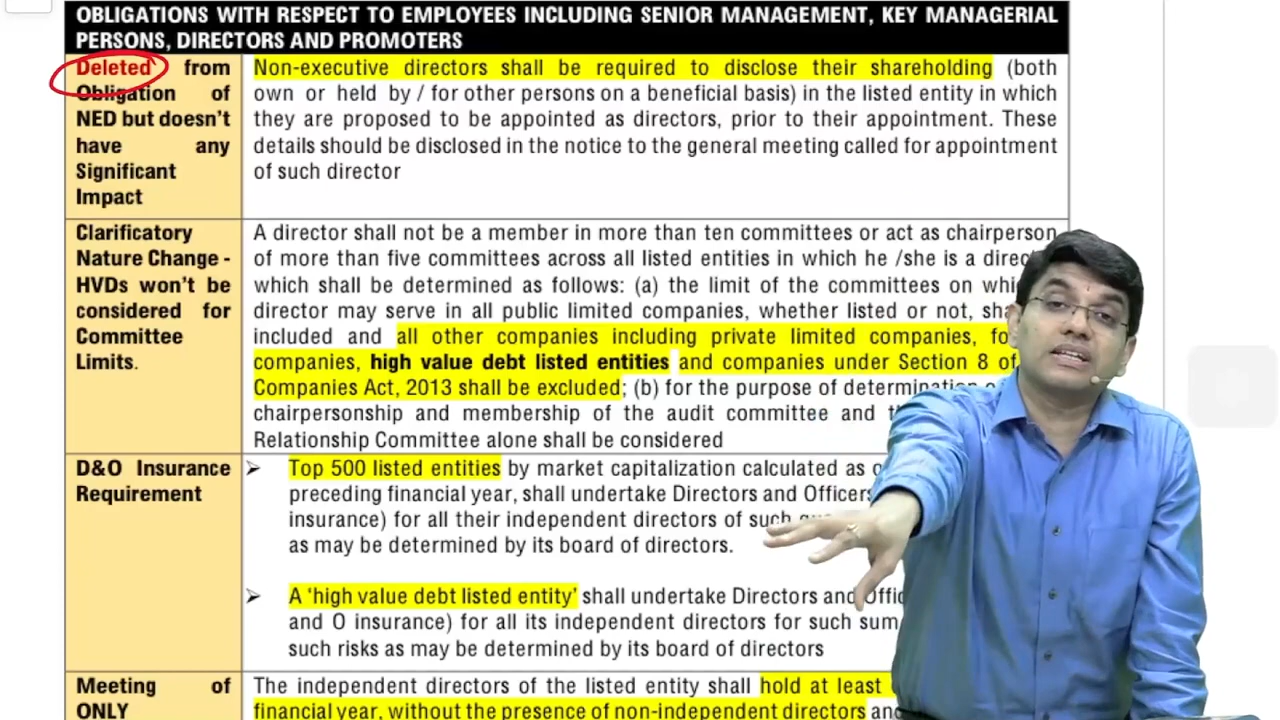 OBLIGATIONS WITH RESPECT TO EMPLOYEES INCLUDING SENIOR MANAGEMENT, KEY MANAGERIAL
PERSONS, DIRECTORS AND PROMOTERS
Deleted from
Obligation of
NED but doesn't
have any
Significant
Impact
Non-executive directors shall be required to disclose their shareholding (both
own or held by / for other persons on a beneficial basis) in the listed entity in which
they are proposed to be appointed as directors, prior to their appointment. These
details should be disclosed in the notice to the general meeting called for appointment
of such director
Clarificatory
Nature Change -
HVDs won't be
considered for
Committee
Limits.
A director shall not be a member in more than ten committees or act as chairperson
of more than five committees across all listed entities in which he /she is a
which shall be determined as follows: (a) the limit of the committees on
director may serve in all public limited companies, whether listed or not,
included and all other companies including private limited companies,
companies, high value debt listed entities and companies under Section 8 of
Companies Act, 2013 shall be excluded; (b) for the purpose of
chairpersonship and membership of the audit committee and
Relationship Committee alone shall be considered
D&O Insurance
Requirement
➢ Top 500 listed entities by market capitalization calculated as
preceding financial year, shall undertake Directors and Officers
insurance) for all their independent directors of such
as may be determined by its board of directors.
➢ A 'high value debt listed entity' shall undertake Directors and
and O insurance) for all its independent directors for such sum
such risks as may be determined by its board of directors
Meeting of
ONLY
The independent directors of the listed entity shall hold at least
financial year, without the presence of non-independent directors